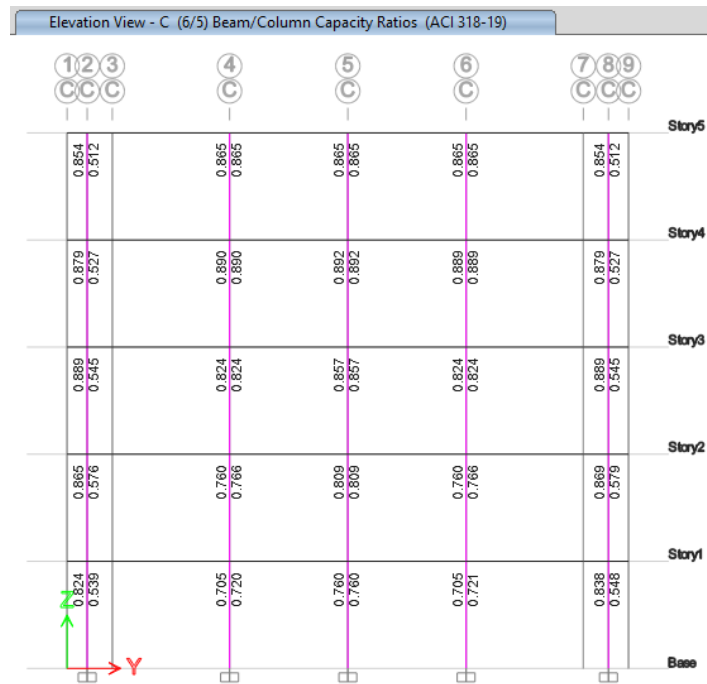 Elevation View - C (6/5) Beam/Column Capacity Ratios (ACI 318-19)
1 2 3 4 5 6 7 8 9
C C C C C C C C C
Story5
0.854 0.512 0.865 0.865 0.865 0.865 0.865 0.865 0.854 0.512
Story4
0.879 0.527 0.890 0.890 0.892 0.892 0.889 0.889 0.879 0.527
Story3
0.889 0.545 0.824 0.824 0.857 0.857 0.824 0.824 0.889 0.545
Story2
0.865 0.576 0.760 0.766 0.809 0.809 0.760 0.766 0.869 0.579
Story1
0.824 0.539 0.705 0.720 0.760 0.760 0.705 0.721 0.838 0.548
Z
Y
Base